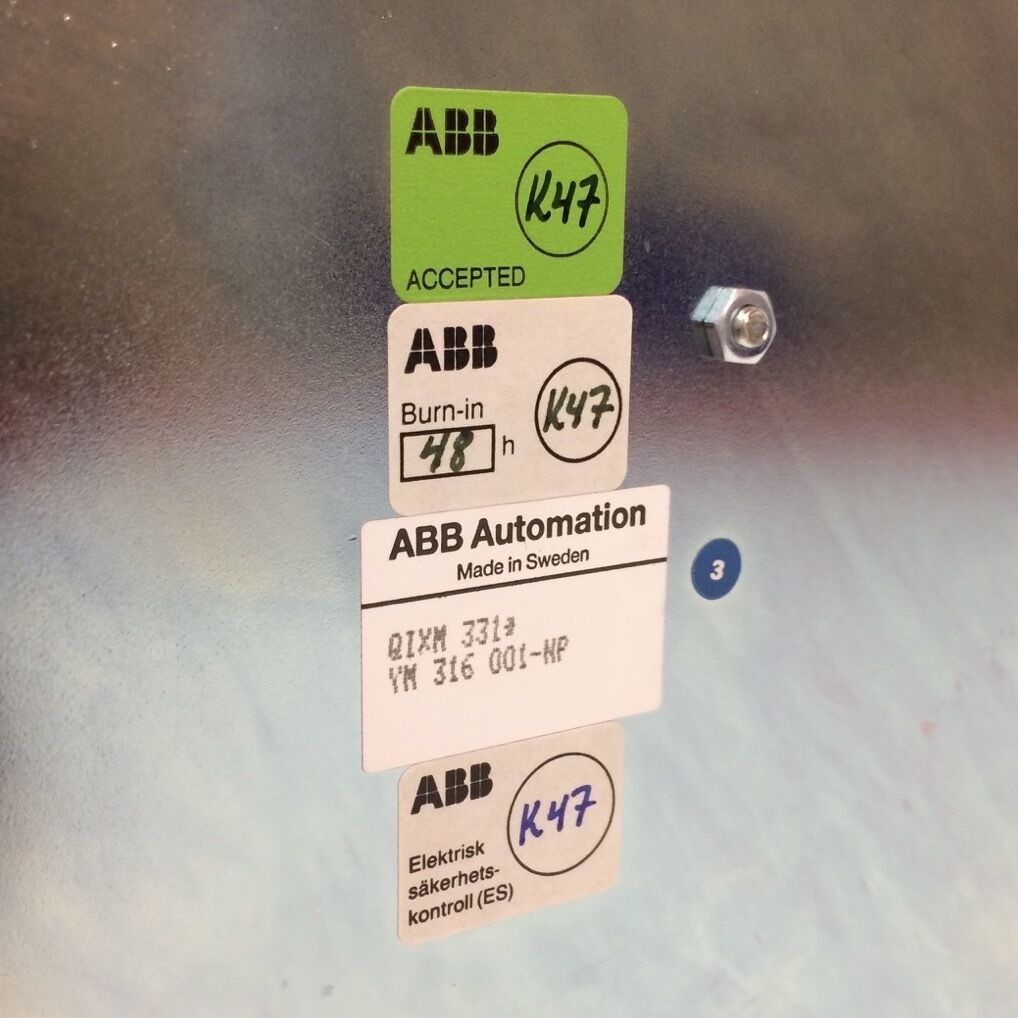 ABB
K47
ACCEPTED
ABB
Burn-in
K47
48 h
ABB Automation
Made in Sweden
3
QIXM 331#
YM 316 001-NP
ABB
K47
Elektrisk
säkerhets-
kontroll (ES)